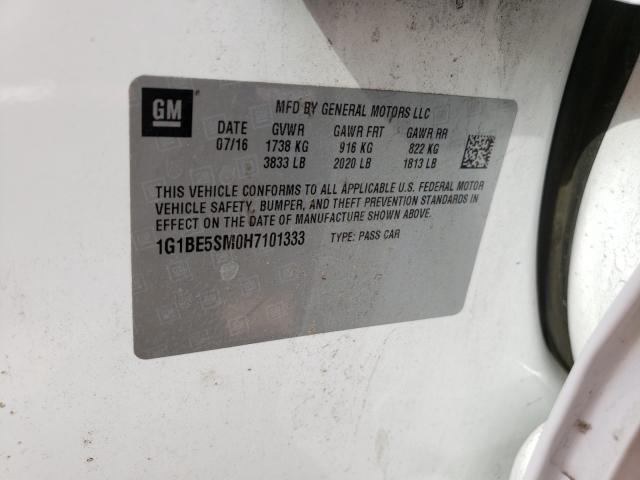 GM
MFD BY GENERAL MOTORS LLC
DATE GVWR GAWR FRT GAWR RR
07/16 1738 KG 916 KG 822 KG
3833 LB 2020 LB 1813 LB
THIS VEHICLE CONFORMS TO ALL APPLICABLE U.S. FEDERAL MOTOR
VEHICLE SAFETY, BUMPER, AND THEFT PREVENTION STANDARDS IN
EFFECT ON THE DATE OF MANUFACTURE SHOWN ABOVE.
1G1BE5SM0H7101333 TYPE: PASS CAR